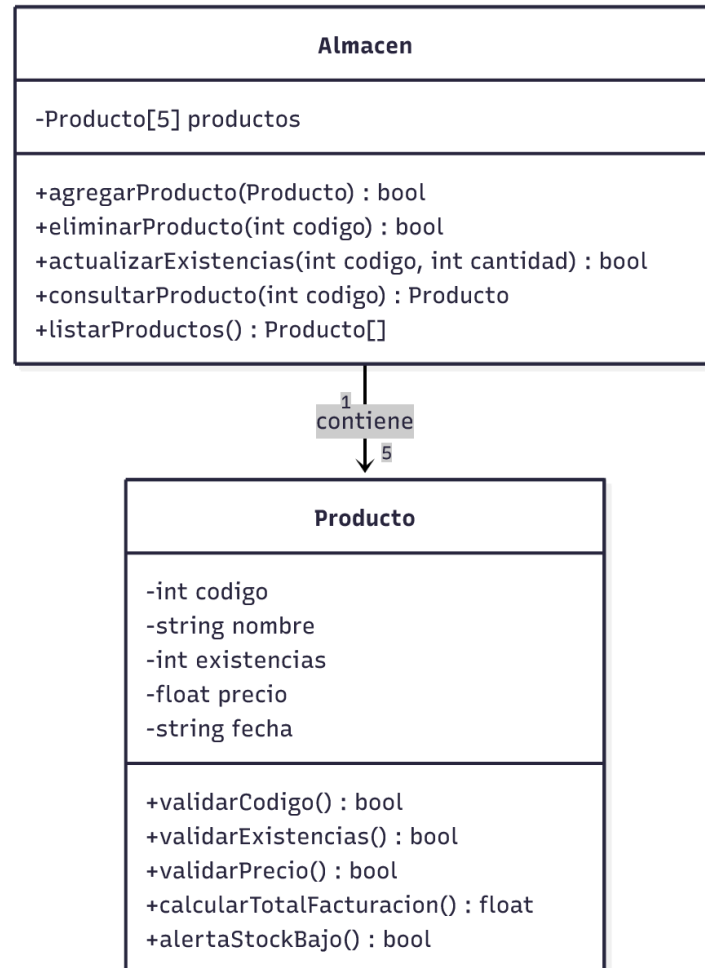 Almacen
-Producto[5] productos
+agregarProducto(Producto) : bool
+eliminarProducto(int codigo) : bool
+actualizarExistencias(int codigo, int cantidad) : bool
+consultarProducto(int codigo) : Producto
+listarProductos() : Producto[]
1
contiene
5
Producto
-int codigo
-string nombre
-int existencias
-float precio
-string fecha
+validarCodigo() : bool
+validarExistencias() : bool
+validarPrecio() : bool
+calcularTotalFacturacion() : float
+alertaStockBajo() : bool